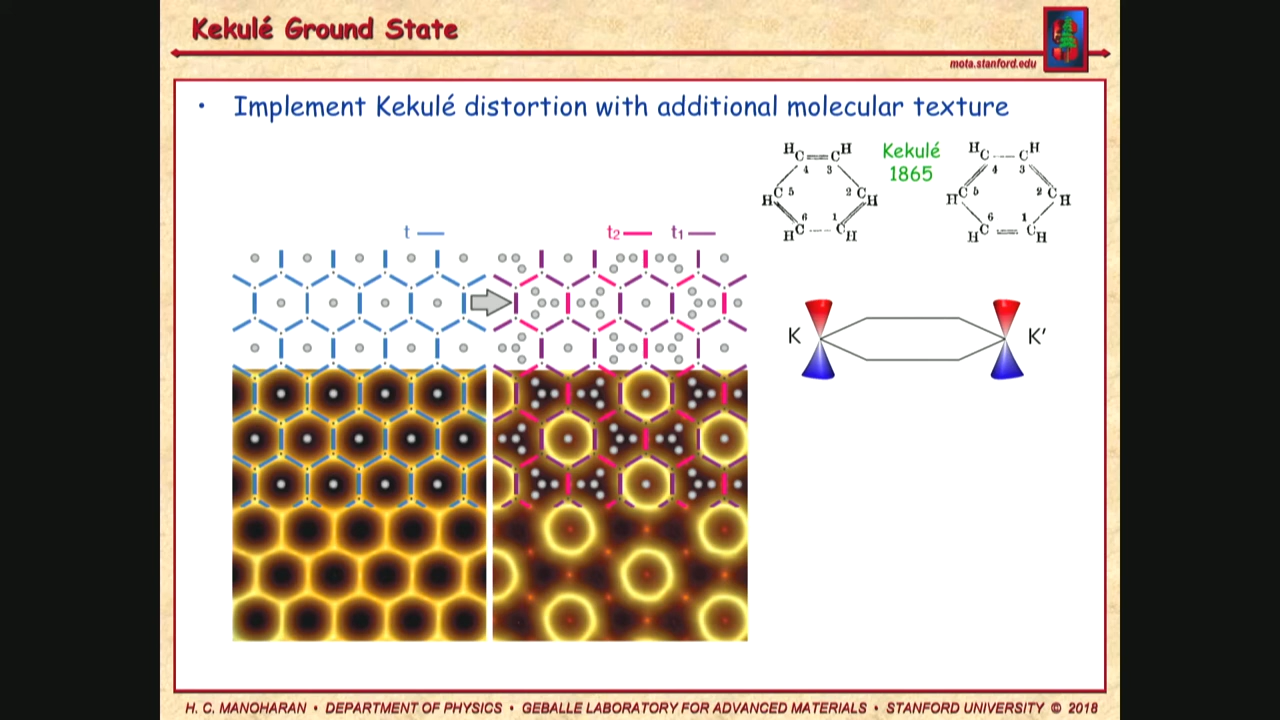 Kekulé Ground State
mota.stanford.edu
• Implement Kekulé distortion with additional molecular texture
H C C H
4 3
H C 5 2 C H
6 1
H C C H
Kekulé
1865
H C C H
4 3
H C 5 2 C H
6 1
H C C H
t
t2 t1
K K′
H. C. MANOHARAN • DEPARTMENT OF PHYSICS • GEBALLE LABORATORY FOR ADVANCED MATERIALS • STANFORD UNIVERSITY © 2018